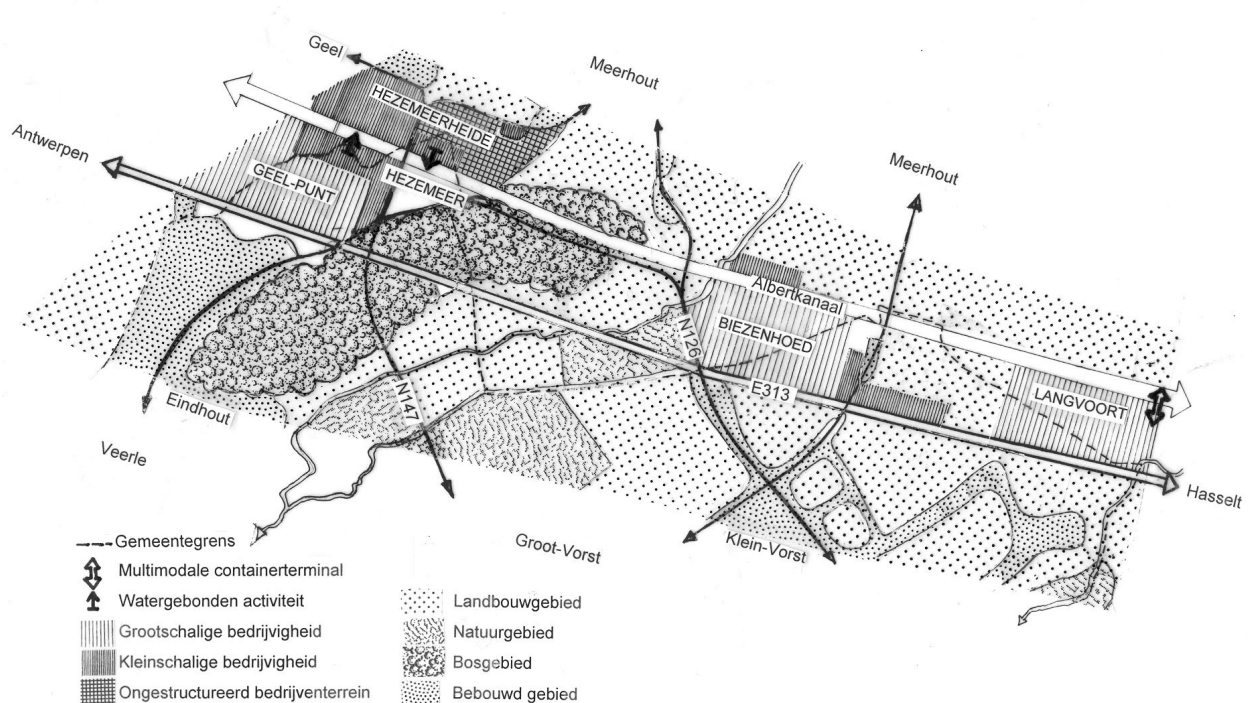 Geel
Meerhout
HEZEMEERHEIDE
Antwerpen
Meerhout
GEEL-PUNT
HEZEMEER
Albertkanaal
BIEZENHOED
N126
E313
LANGVOORT
N147
Eindhout
Veerle
Hasselt
Groot-Vorst
Klein-Vorst
Gemeentegrens
Multimodale containerterminal
Watergebonden activiteit
Grootschalige bedrijvigheid
Kleinschalige bedrijvigheid
Ongestructureerd bedrijventerrein
Landbouwgebied
Natuurgebied
Bosgebied
Bebouwd gebied